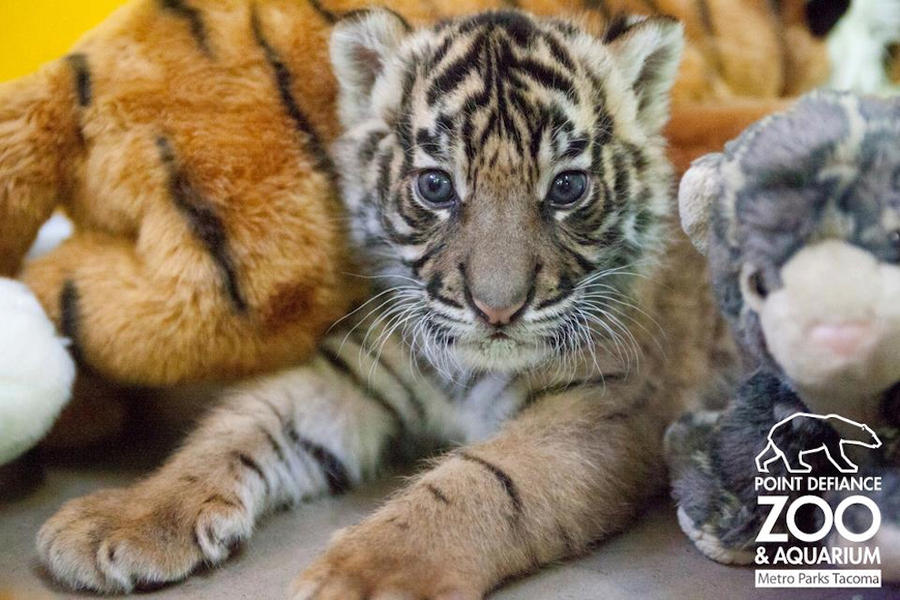 POINT DEFIANCE
ZOO
& AQUARIUM
Metro Parks Tacoma